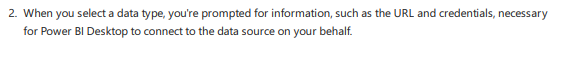 2. When you select a data type, you're prompted for information, such as the URL and credentials, necessary
for Power BI Desktop to connect to the data source on your behalf.